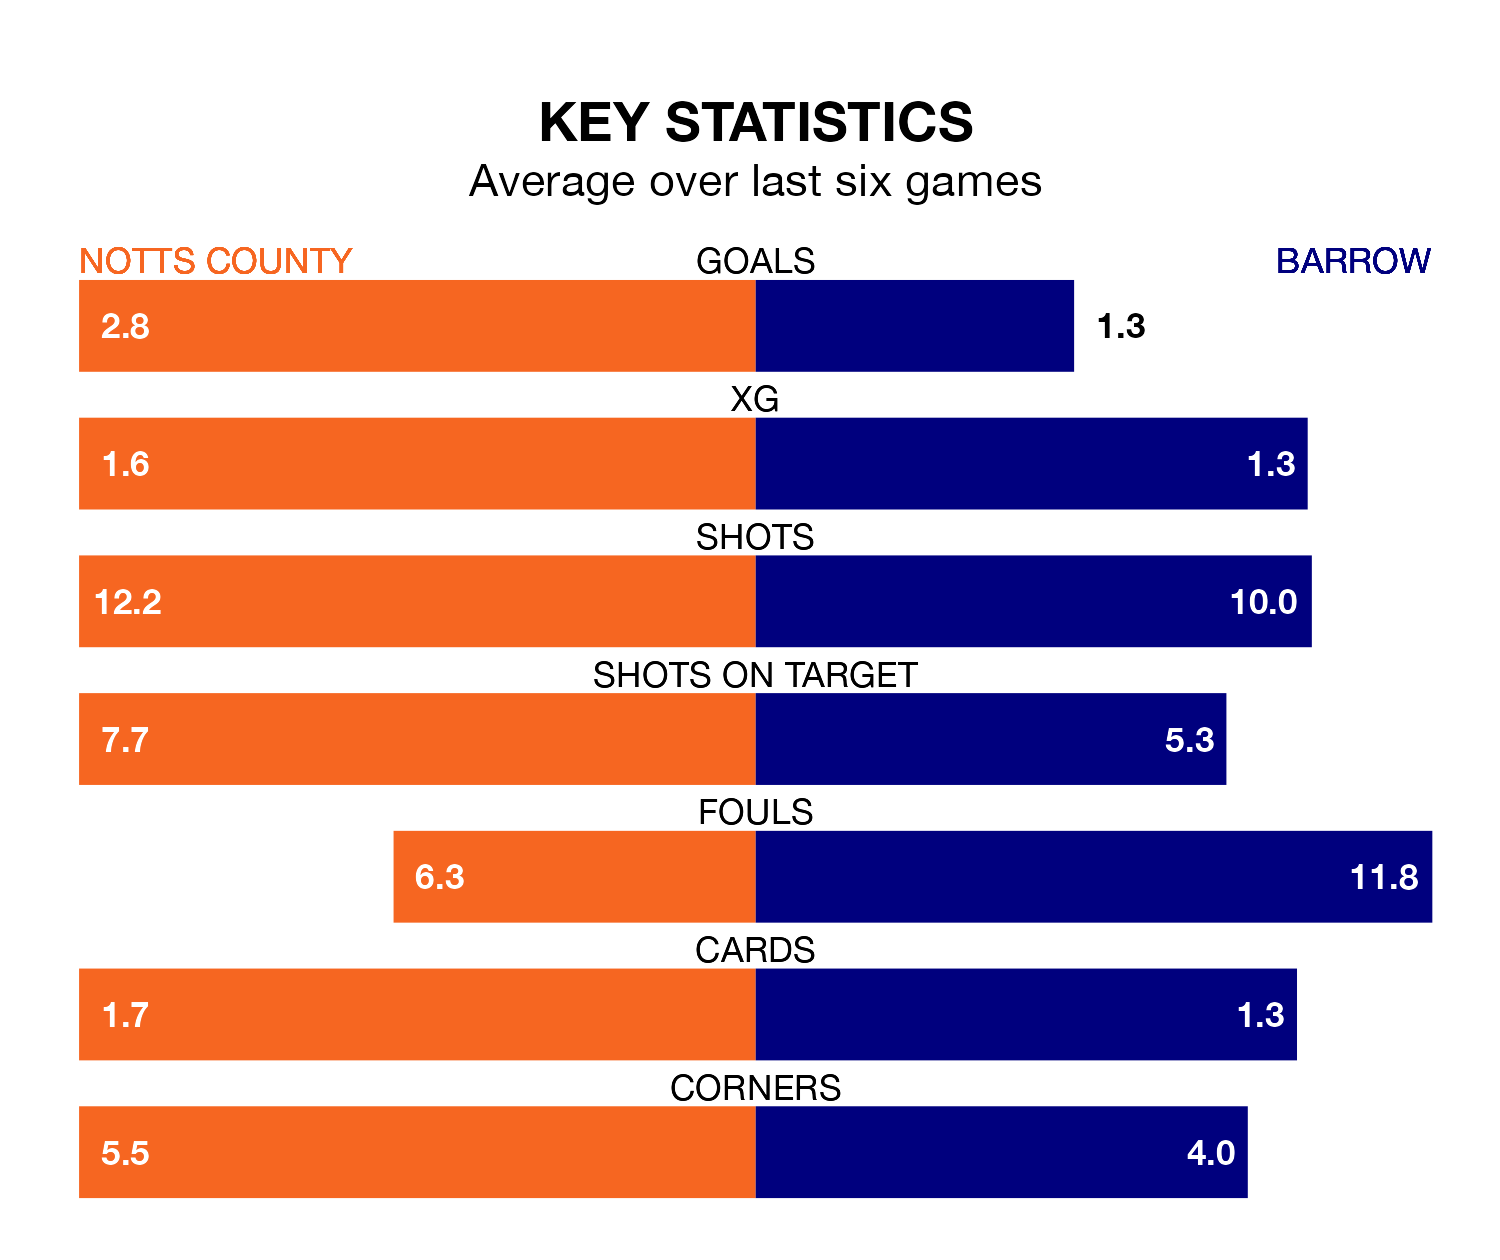 KEY STATISTICS
Average over last six games
NOTTS COUNTY GOALS BARROW
2.8 1.3
XG
1.6 1.3
SHOTS
12.2 10.0
SHOTS ON TARGET
7.7 5.3
FOULS
6.3 11.8
CARDS
1.7 1.3
CORNERS
5.5 4.0